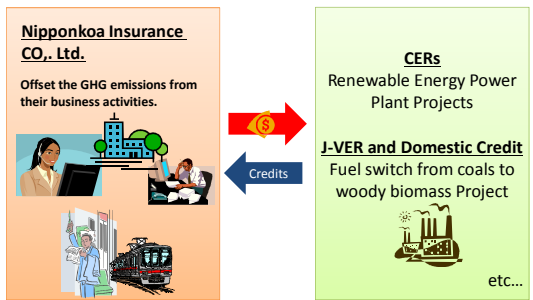 Nipponkoa Insurance
CO,. Ltd.
Offset the GHG emissions from
their business activities.
$
Credits
CERs
Renewable Energy Power
Plant Projects
J-VER and Domestic Credit
Fuel switch from coals to
woody biomass Project
etc...